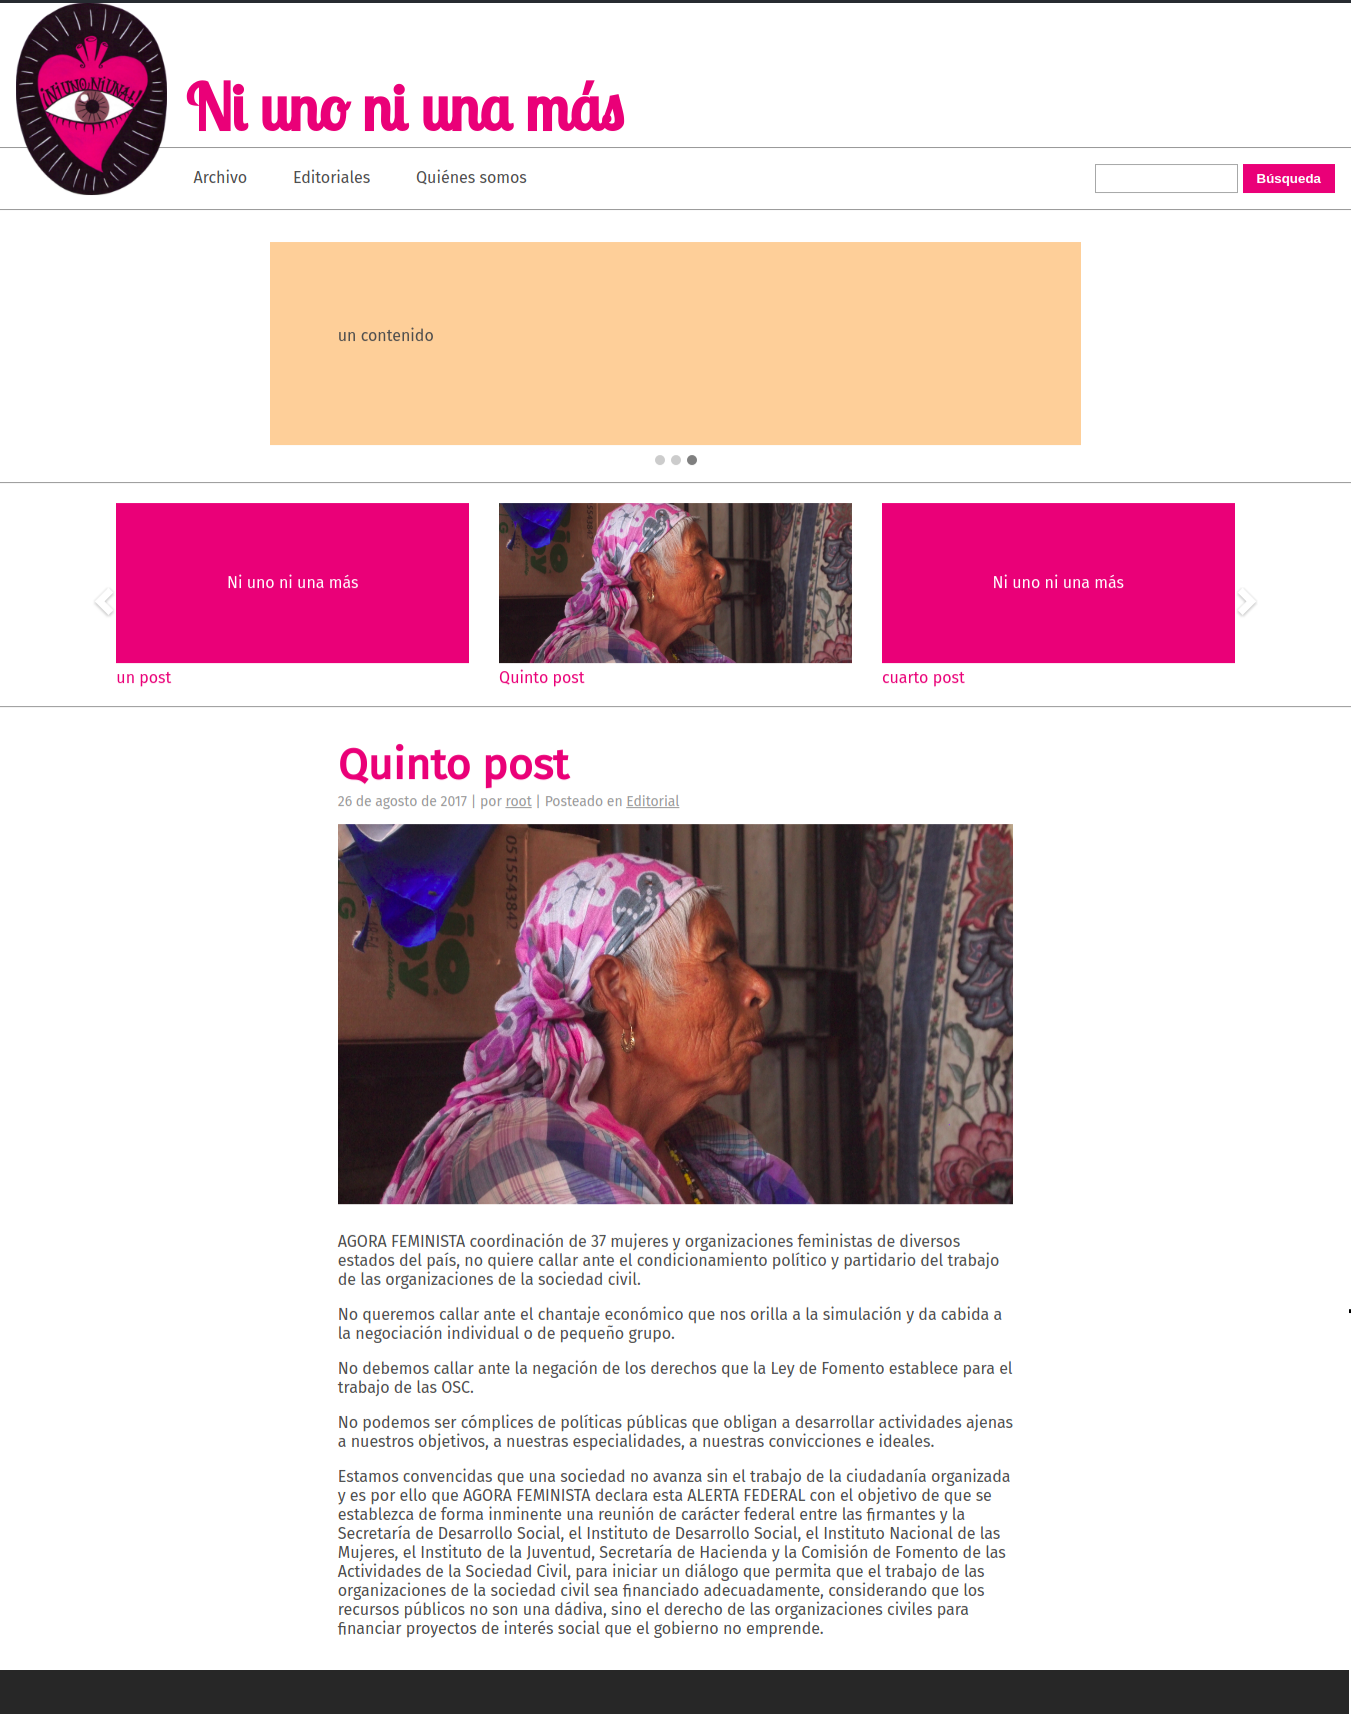 ¡NI UNO, NI UNA +!
Ni uno ni una más
Archivo Editoriales Quiénes somos Búsqueda
un contenido
Ni uno ni una más
Ni uno ni una más
un post
Quinto post
cuarto post
Quinto post
26 de agosto de 2017 | por root | Posteado en Editorial
0515543842
AGORA FEMINISTA coordinación de 37 mujeres y organizaciones feministas de diversos
estados del país, no quiere callar ante el condicionamiento político y partidario del trabajo
de las organizaciones de la sociedad civil.
No queremos callar ante el chantaje económico que nos orilla a la simulación y da cabida a
la negociación individual o de pequeño grupo.
No debemos callar ante la negación de los derechos que la Ley de Fomento establece para el
trabajo de las OSC.
No podemos ser cómplices de políticas públicas que obligan a desarrollar actividades ajenas
a nuestros objetivos, a nuestras especialidades, a nuestras convicciones e ideales.
Estamos convencidas que una sociedad no avanza sin el trabajo de la ciudadanía organizada
y es por ello que AGORA FEMINISTA declara esta ALERTA FEDERAL con el objetivo de que se
establezca de forma inminente una reunión de carácter federal entre las firmantes y la
Secretaría de Desarrollo Social, el Instituto de Desarrollo Social, el Instituto Nacional de las
Mujeres, el Instituto de la Juventud, Secretaría de Hacienda y la Comisión de Fomento de las
Actividades de la Sociedad Civil, para iniciar un diálogo que permita que el trabajo de las
organizaciones de la sociedad civil sea financiado adecuadamente, considerando que los
recursos públicos no son una dádiva, sino el derecho de las organizaciones civiles para
financiar proyectos de interés social que el gobierno no emprende.